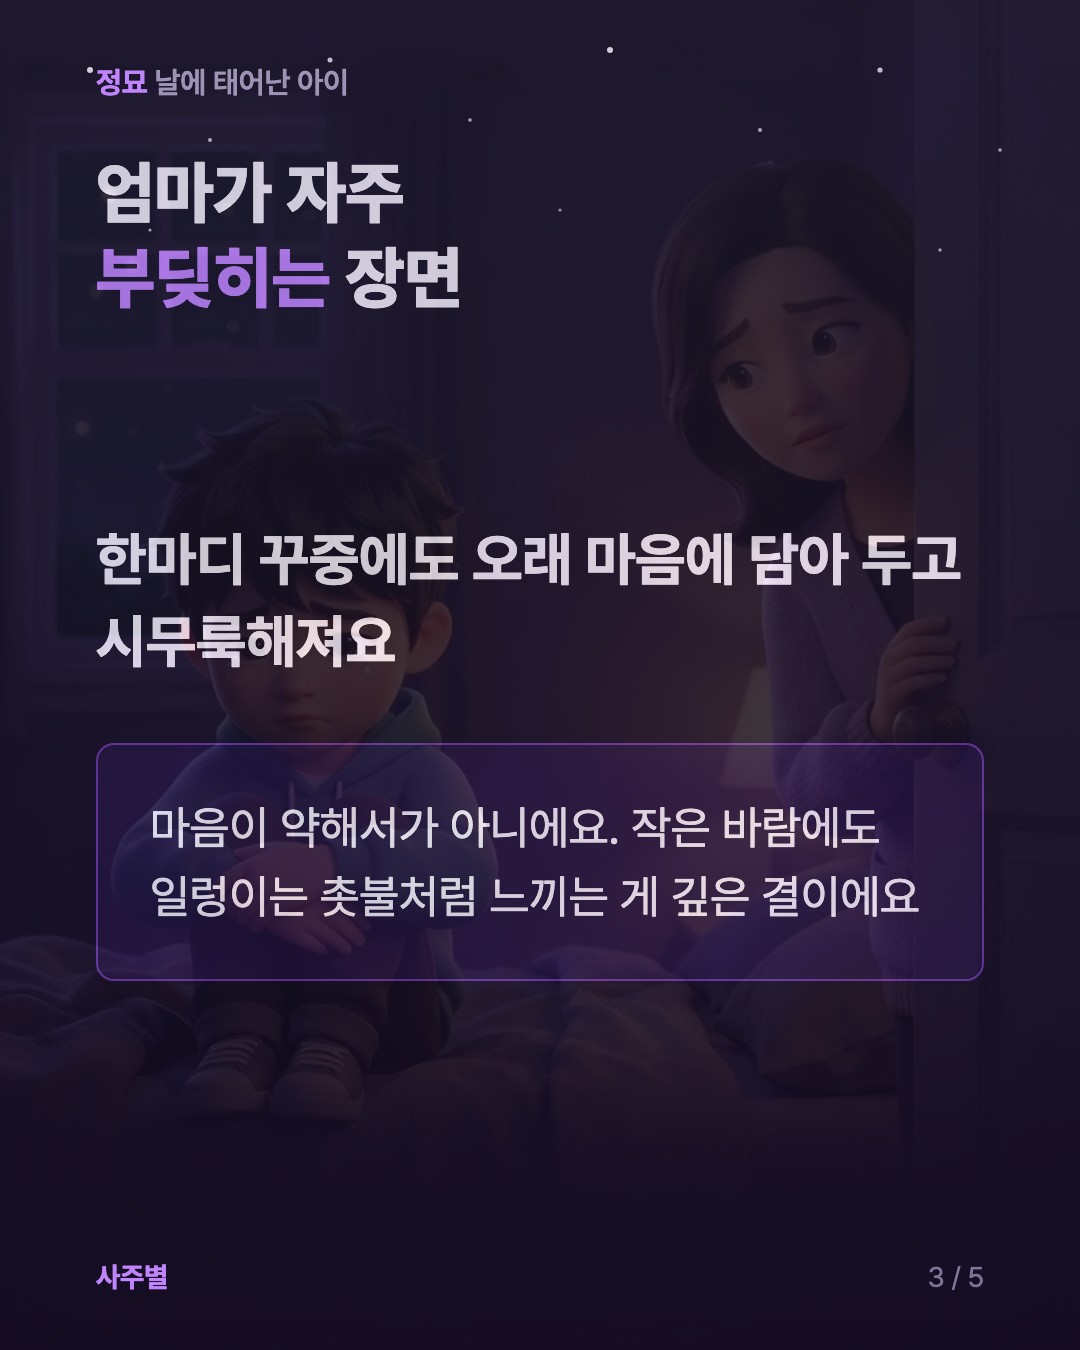 정묘 날에 태어난 아이
엄마가 자주
부딪히는 장면
한마디 꾸중에도 오래 마음에 담아 두고
시무룩해져요
마음이 약해서가 아니에요. 작은 바람에도
일렁이는 촛불처럼 느끼는 게 깊은 결이에요
사주별
3 / 5